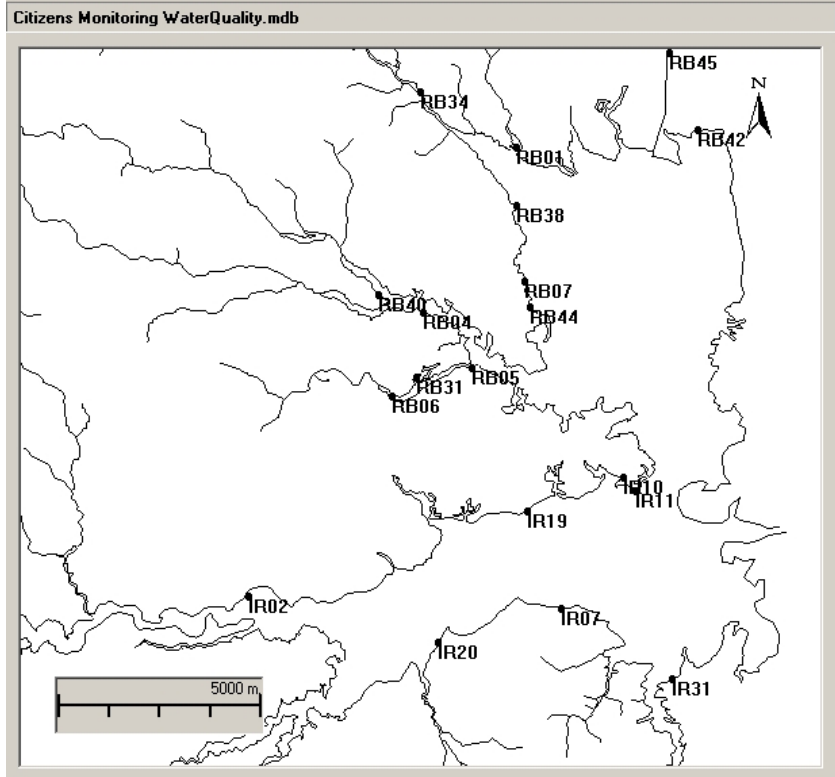 Citizens Monitoring WaterQuality.mdb
RB45
N
RB34
RB42
RB01
RB38
RB07
RB40
RB44
RB04
RB05
RB31
RB06
IR10
IR11
IR19
IR02
IR07
IR20
IR31
5000 m